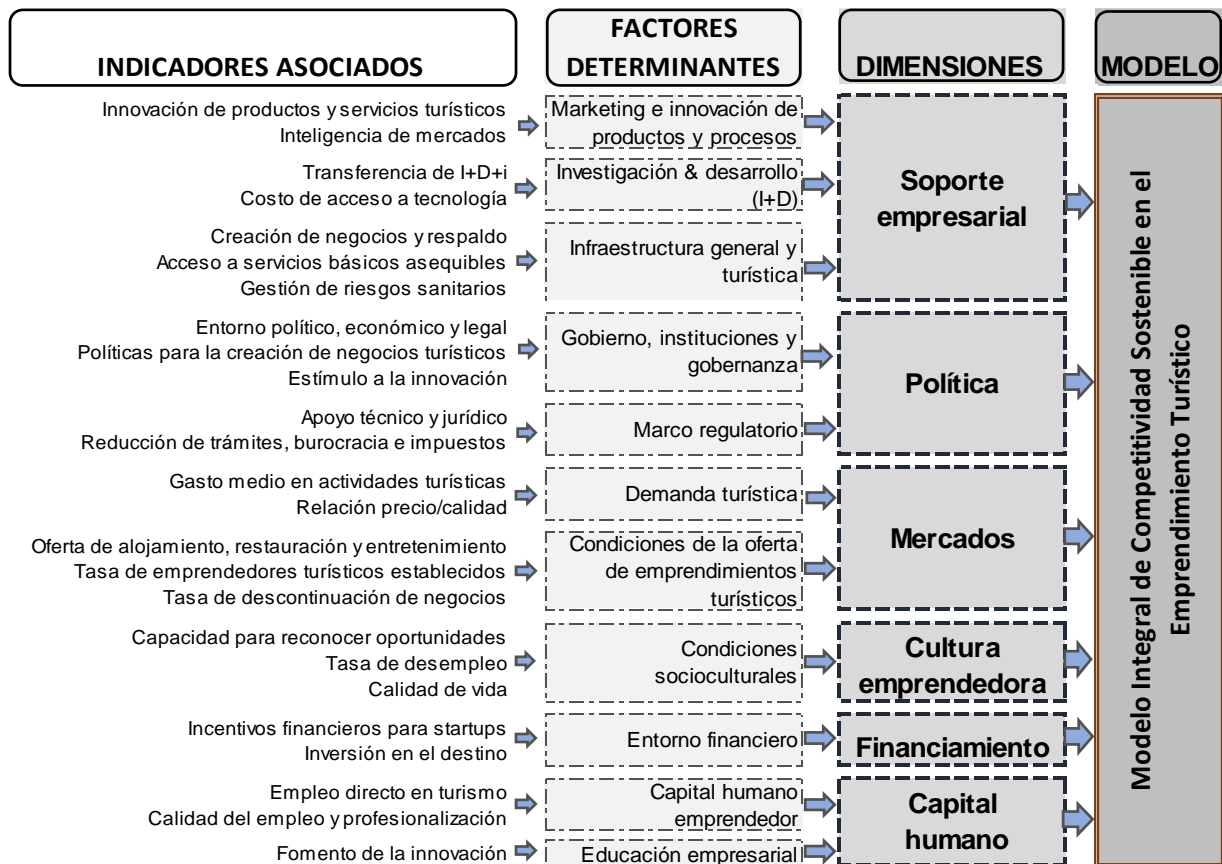 INDICADORES ASOCIADOS
FACTORES
DETERMINANTES
DIMENSIONES
MODELO
Innovación de productos y servicios turísticos
Inteligencia de mercados
Marketing e innovación de
productos y procesos
Transferencia de I+D+i
Costo de acceso a tecnología
Investigación & desarrollo
(I+D)
Creación de negocios y respaldo
Acceso a servicios básicos asequibles
Gestión de riesgos sanitarios
Infraestructura general y
turística
Soporte
empresarial
Entorno político, económico y legal
Políticas para la creación de negocios turísticos
Estímulo a la innovación
Gobierno, instituciones y
gobernanza
Apoyo técnico y jurídico
Reducción de trámites, burocracia e impuestos
Marco regulatorio
Política
Gasto medio en actividades turísticas
Relación precio/calidad
Demanda turística
Oferta de alojamiento, restauración y entretenimiento
Tasa de emprendedores turísticos establecidos
Tasa de descontinuación de negocios
Condiciones de la oferta
de emprendimientos
turísticos
Mercados
Capacidad para reconocer oportunidades
Tasa de desempleo
Calidad de vida
Condiciones
socioculturales
Cultura
emprendedora
Incentivos financieros para startups
Inversión en el destino
Entorno financiero
Financiamiento
Empleo directo en turismo
Calidad del empleo y profesionalización
Capital humano
emprendedor
Fomento de la innovación
Educación empresarial
Capital
humano
Modelo Integral de Competitividad Sostenible en el
Emprendimiento Turístico